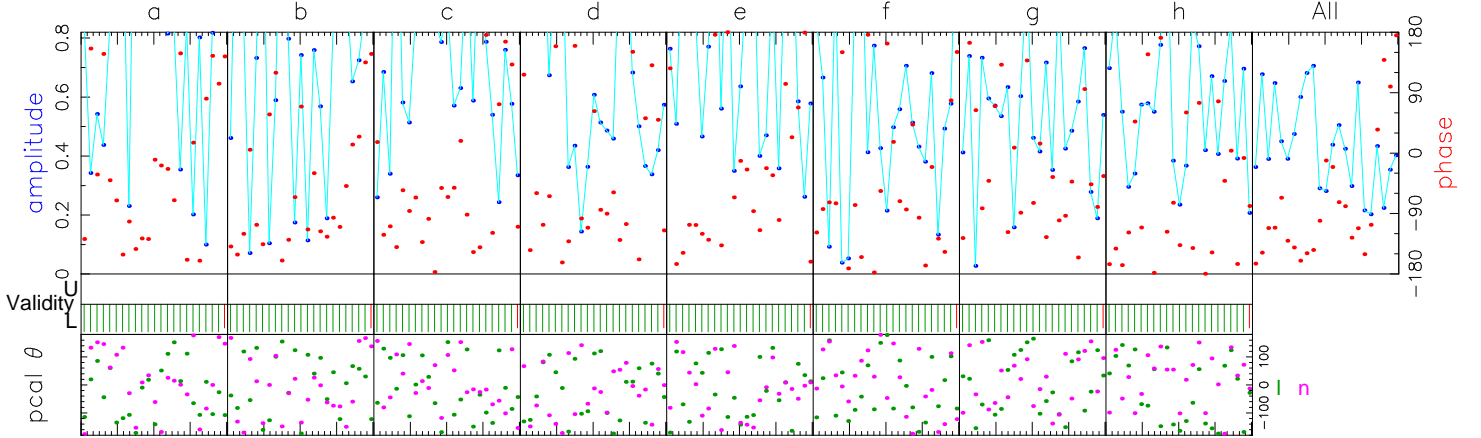 a b c d e f g h All
0.8 180
0.6 90
0.4 0
0.2 -90
0 -180
amplitude phase
Validity U
L
pcal θ 100 0 -100 l n